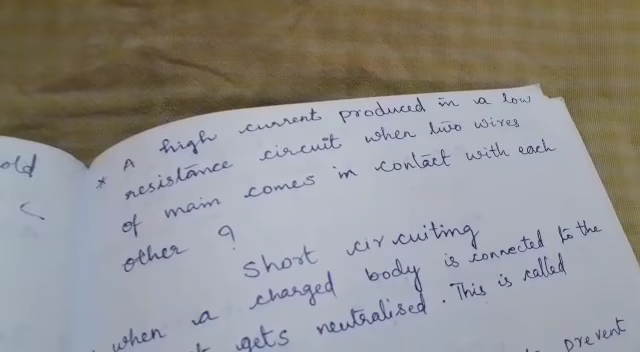 old
* A high current produced in a low
resistance circuit when two wires
of main comes in contact with each
other ?
Short circuiting
when a charged body is connected to the
gets neutralised. This is called
prevent